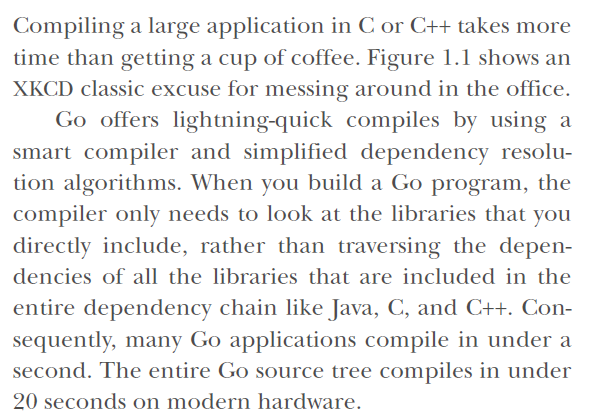 Compiling a large application in C or C++ takes more
time than getting a cup of coffee. Figure 1.1 shows an
XKCD classic excuse for messing around in the office.
Go offers lightning-quick compiles by using a
smart compiler and simplified dependency resolu-
tion algorithms. When you build a Go program, the
compiler only needs to look at the libraries that you
directly include, rather than traversing the depen-
dencies of all the libraries that are included in the
entire dependency chain like Java, C, and C++. Con-
sequently, many Go applications compile in under a
second. The entire Go source tree compiles in under
20 seconds on modern hardware.